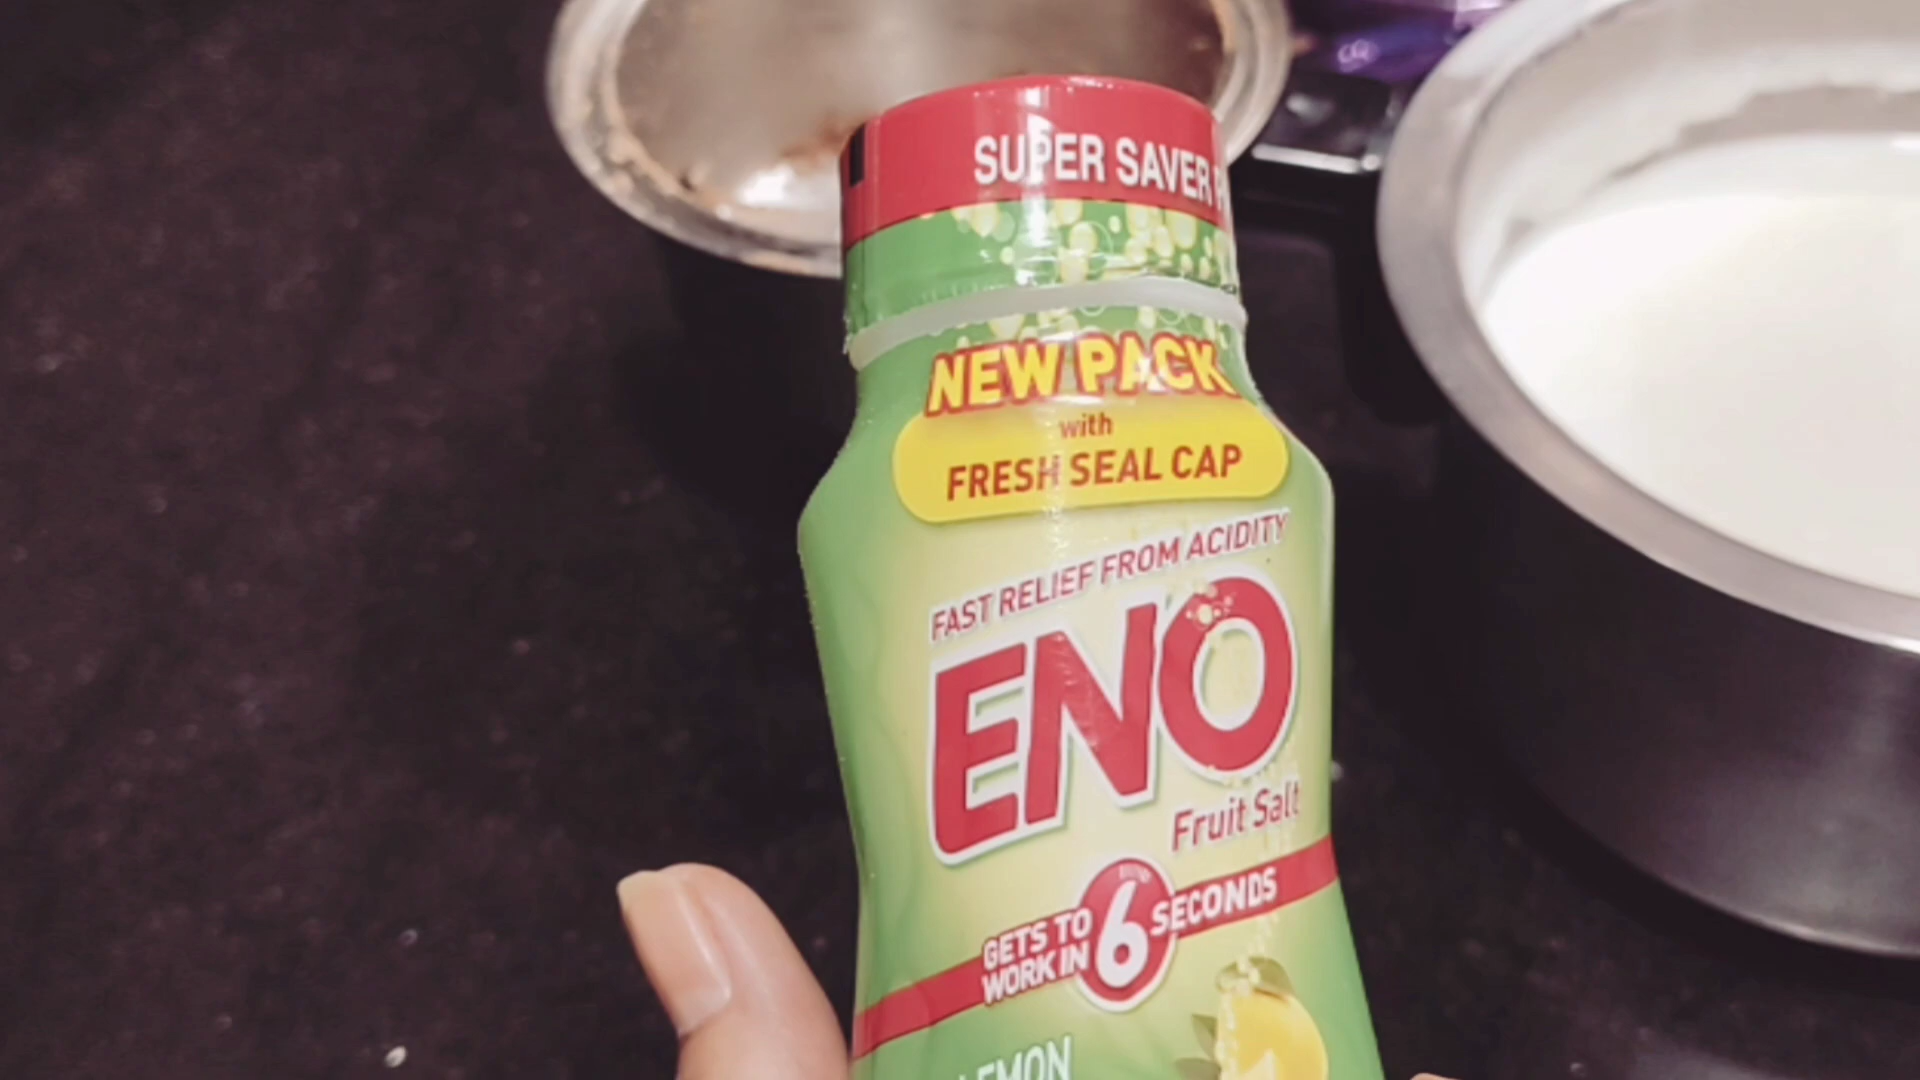 SUPER SAVER
NEW PACK
with
FRESH SEAL CAP
FAST RELIEF FROM ACIDITY
ENO
Fruit Salt
GETS TO
WORK IN 6 SECONDS
LEMON